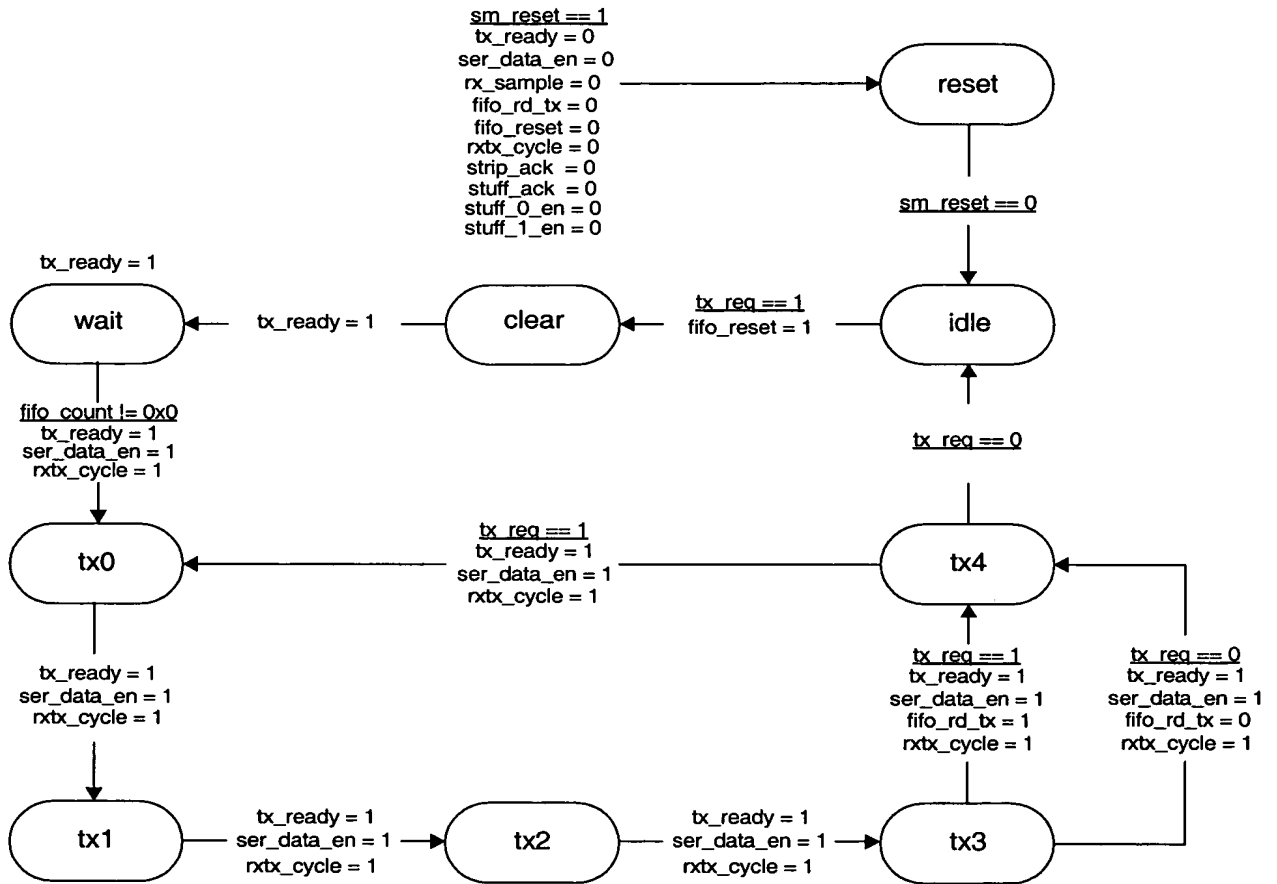 sm_reset == 1
tx_ready = 0
ser_data_en = 0
rx_sample = 0
fifo_rd_tx = 0
fifo_reset = 0
rxtx_cycle = 0
strip_ack = 0
stuff_ack = 0
stuff_0_en = 0
stuff_1_en = 0
reset
sm_reset == 0
idle
tx_req == 1
fifo_reset = 1
clear
tx_ready = 1
tx_ready = 1
wait
fifo_count != 0x0
tx_ready = 1
ser_data_en = 1
rxtx_cycle = 1
tx0
tx_ready = 1
ser_data_en = 1
rxtx_cycle = 1
tx1
tx_ready = 1
ser_data_en = 1
rxtx_cycle = 1
tx2
tx_ready = 1
ser_data_en = 1
rxtx_cycle = 1
tx3
tx_req == 1
tx_ready = 1
ser_data_en = 1
fifo_rd_tx = 1
rxtx_cycle = 1
tx_req == 0
tx_ready = 1
ser_data_en = 1
fifo_rd_tx = 0
rxtx_cycle = 1
tx4
tx_req == 1
tx_ready = 1
ser_data_en = 1
rxtx_cycle = 1
tx_req == 0